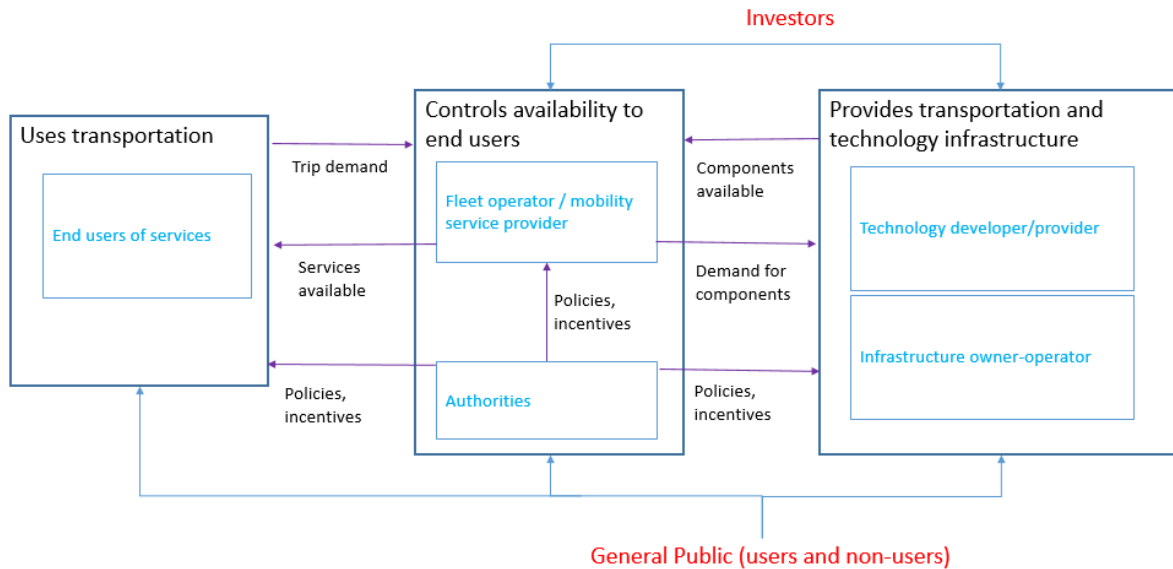 Investors
Uses transportation
Controls availability to
end users
Provides transportation and
technology infrastructure
Trip demand
Components
available
End users of services
Fleet operator / mobility
service provider
Technology developer/provider
Services
available
Demand for
components
Policies,
incentives
Infrastructure owner-operator
Policies,
incentives
Authorities
Policies,
incentives
General Public (users and non-users)